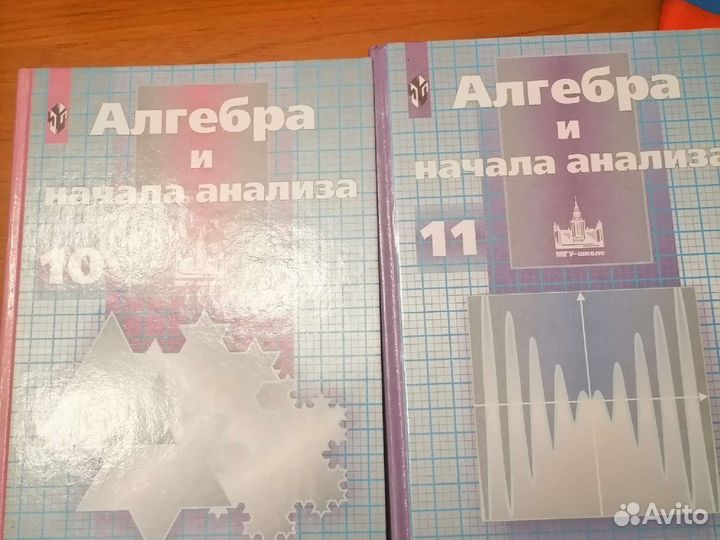 Алгебра
и
начала анализа
10
Алгебра
и
начала анализа
11
МГУ-школе
Avito